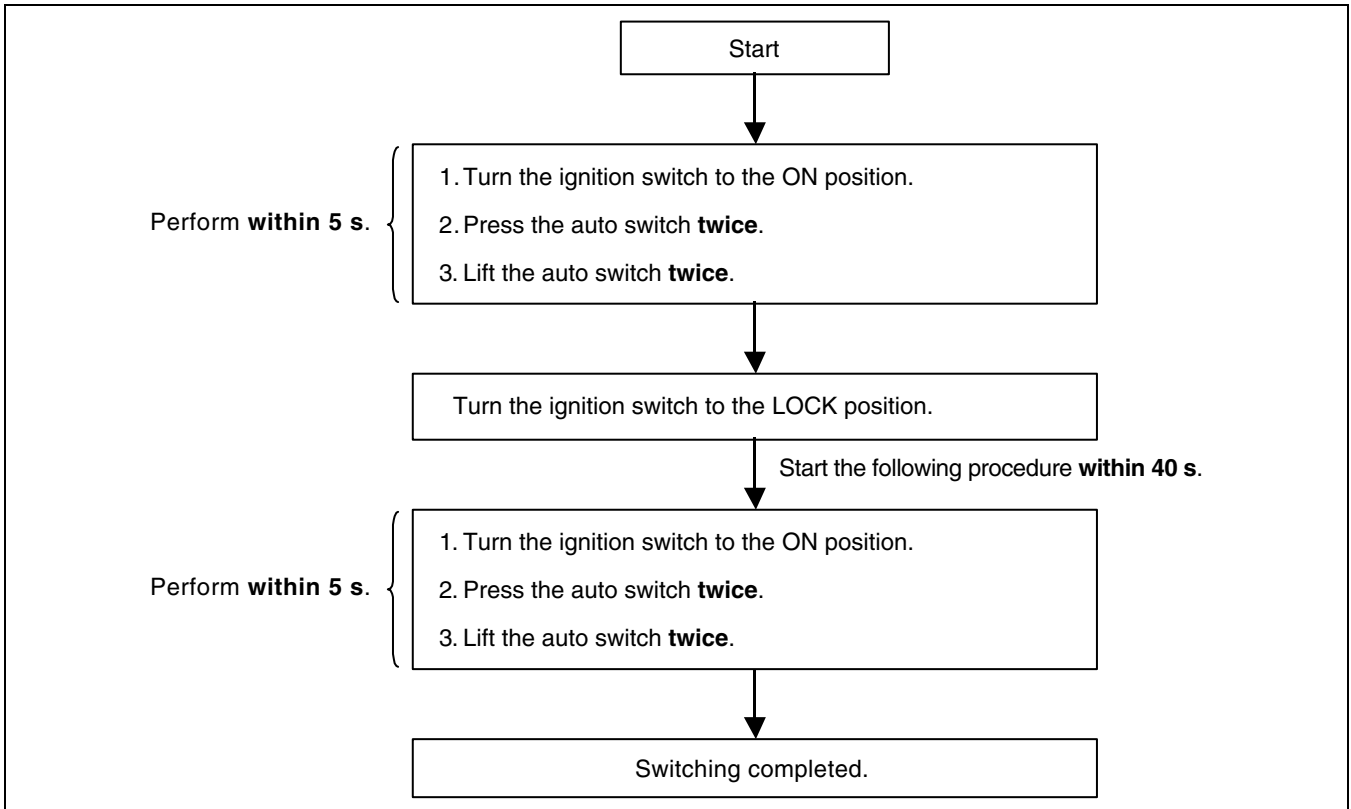 Start
1. Turn the ignition switch to the ON position.
Perform within 5 s.
2. Press the auto switch twice.
3. Lift the auto switch twice.
Turn the ignition switch to the LOCK position.
Start the following procedure within 40 s.
1. Turn the ignition switch to the ON position.
Perform within 5 s.
2. Press the auto switch twice.
3. Lift the auto switch twice.
Switching completed.